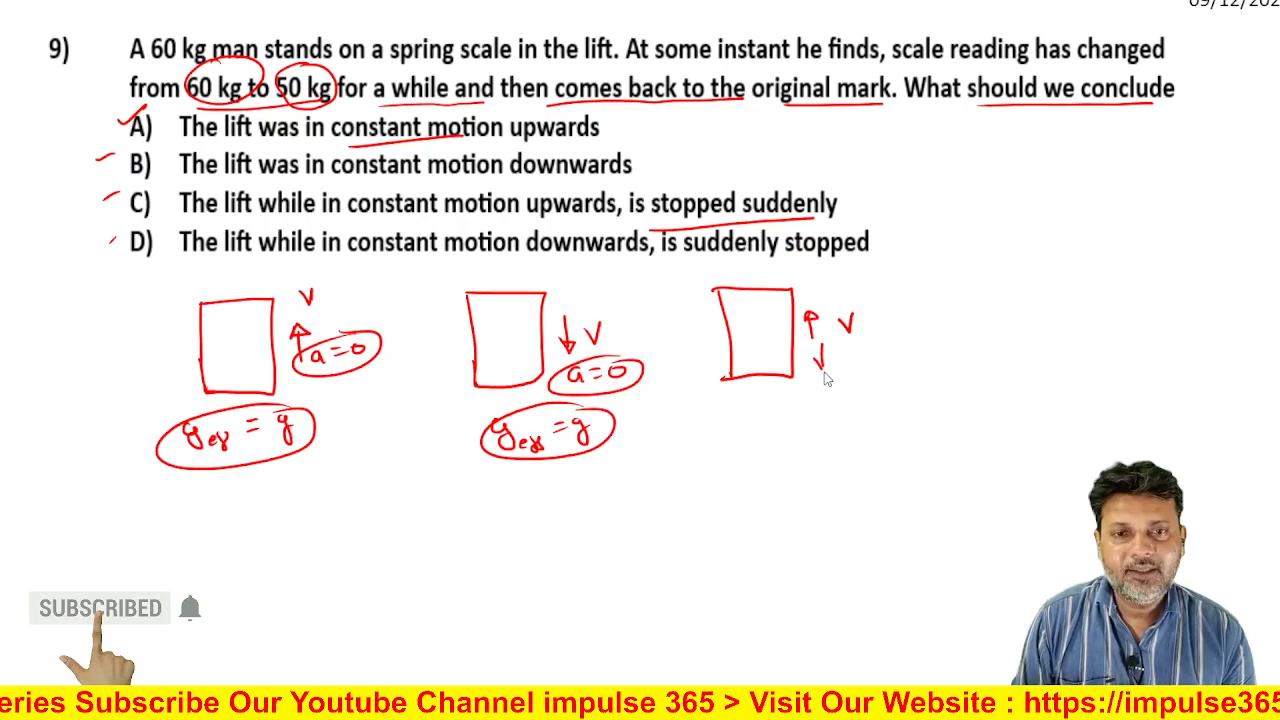 09/12/202
9) A 60 kg man stands on a spring scale in the lift. At some instant he finds, scale reading has changed
from 60 kg to 50 kg for a while and then comes back to the original mark. What should we conclude
A) The lift was in constant motion upwards
B) The lift was in constant motion downwards
C) The lift while in constant motion upwards, is stopped suddenly
D) The lift while in constant motion downwards, is suddenly stopped
v
a=0
v
a=0
v
g = g
g = g
SUBSCRIBED
eries Subscribe Our Youtube Channel impulse 365 > Visit Our Website : https://impulse365